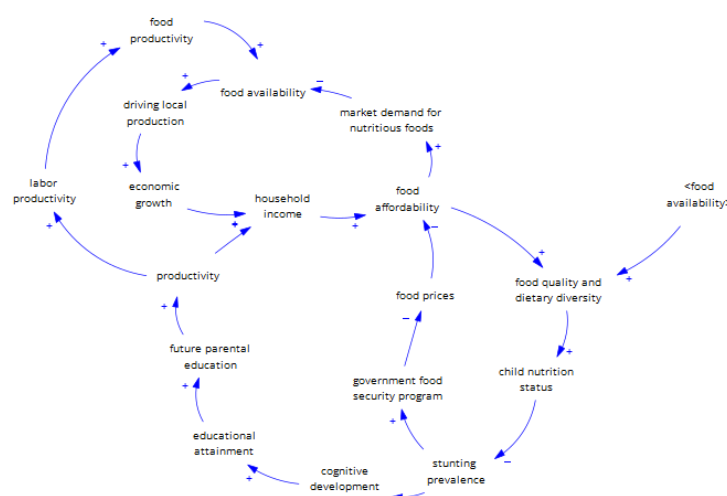 food
productivity
food availability
driving local
production
market demand for
nutritious foods
labor
productivity
economic
growth
household
income
food
affordability
<food
availability>
productivity
food prices
food quality and
dietary diversity
future parental
education
government food
security program
child nutrition
status
educational
attainment
cognitive
development
stunting
prevalence
+
+
+
−
+
+
+
+
+
+
+
−
+
+
+
−
+
+
+
−
+